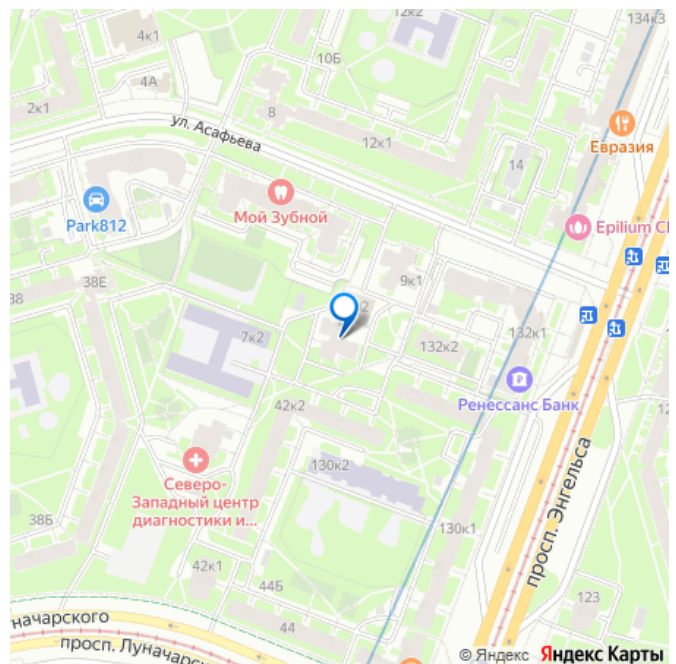 12к2
134к3
4к1
10Б
4А
2к1
8
ул. Асафьева
12к1
Евразия
14
Мой Зубной
Park812
Epilium
38Е
9к1
38
7к2
132к1
132к2
42к2
Ренессанс Банк
130к2
Северо-
Западный центр
диагностики и...
просп. Энгельса
38Б
130к1
42к1
44Б
123
44
начарского
просп. Луначарс
© Яндекс Яндекс Карты